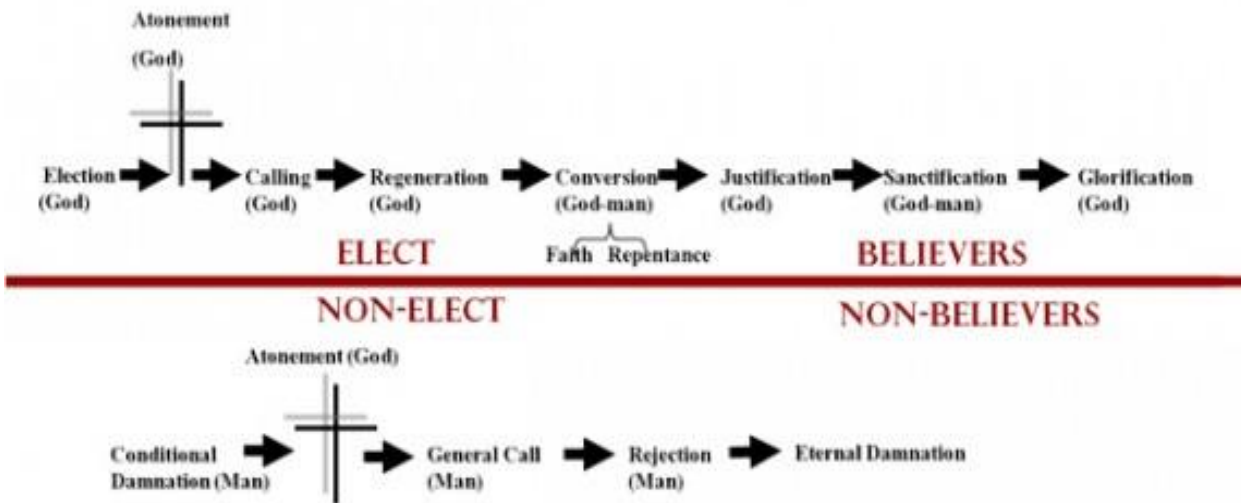 Atonement
(God)
Election
(God)
Calling
(God)
Regeneration
(God)
Conversion
(God-man)
Justification
(God)
Sanctification
(God-man)
Glorification
(God)
Faith Repentance
ELECT
BELIEVERS
NON-ELECT
NON-BELIEVERS
Atonement (God)
Conditional
Damnation (Man)
General Call
(Man)
Rejection
(Man)
Eternal Damnation